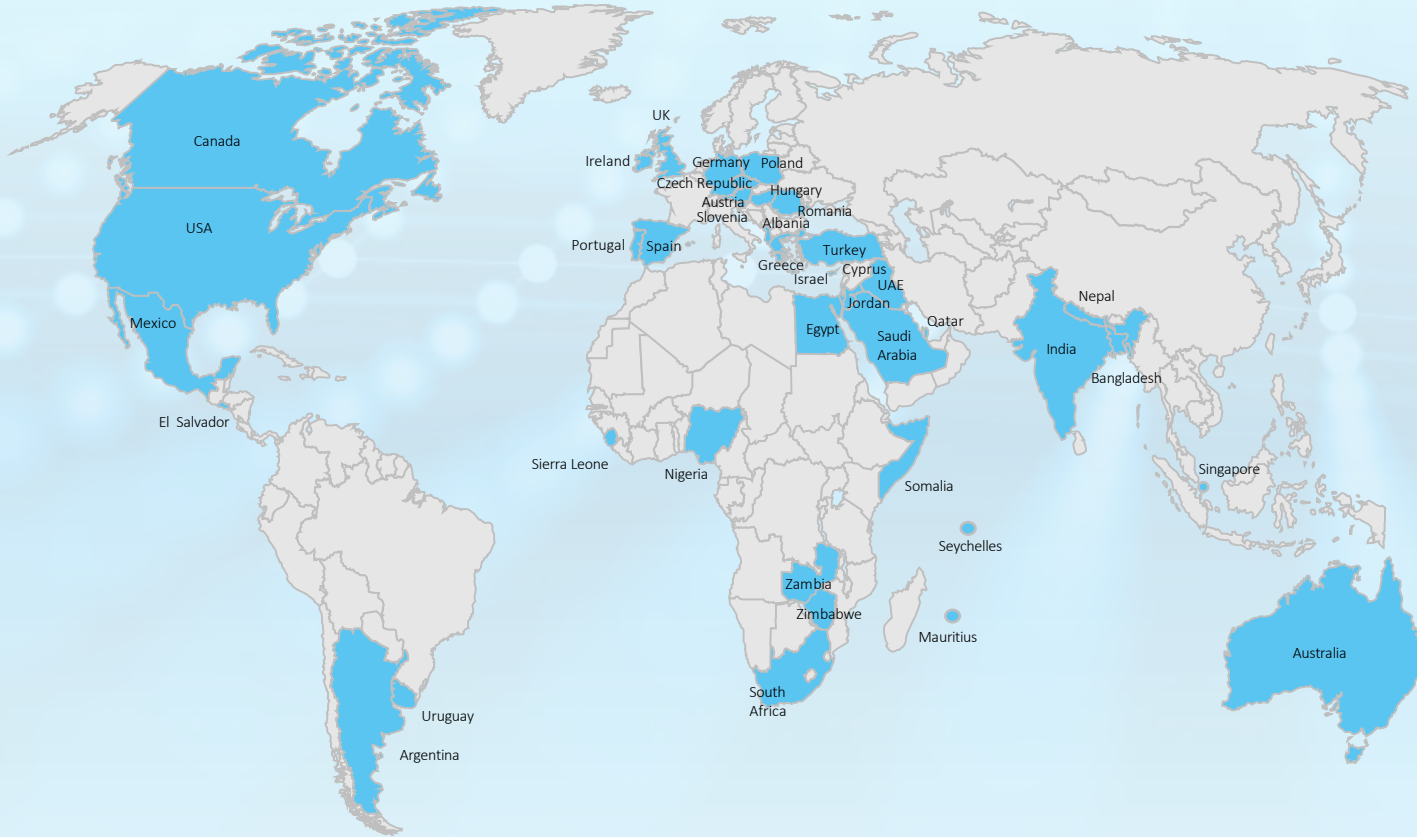 Canada
USA
Mexico
El Salvador
Uruguay
Argentina
UK
Ireland
Germany
Poland
Czech Republic
Hungary
Austria
Romania
Slovenia
Albania
Portugal
Spain
Turkey
Greece
Cyprus
Israel
UAE
Jordan
Egypt
Saudi
Arabia
Qatar
Nepal
India
Bangladesh
Sierra Leone
Nigeria
Somalia
Singapore
Seychelles
Zambia
Zimbabwe
Mauritius
South
Africa
Australia